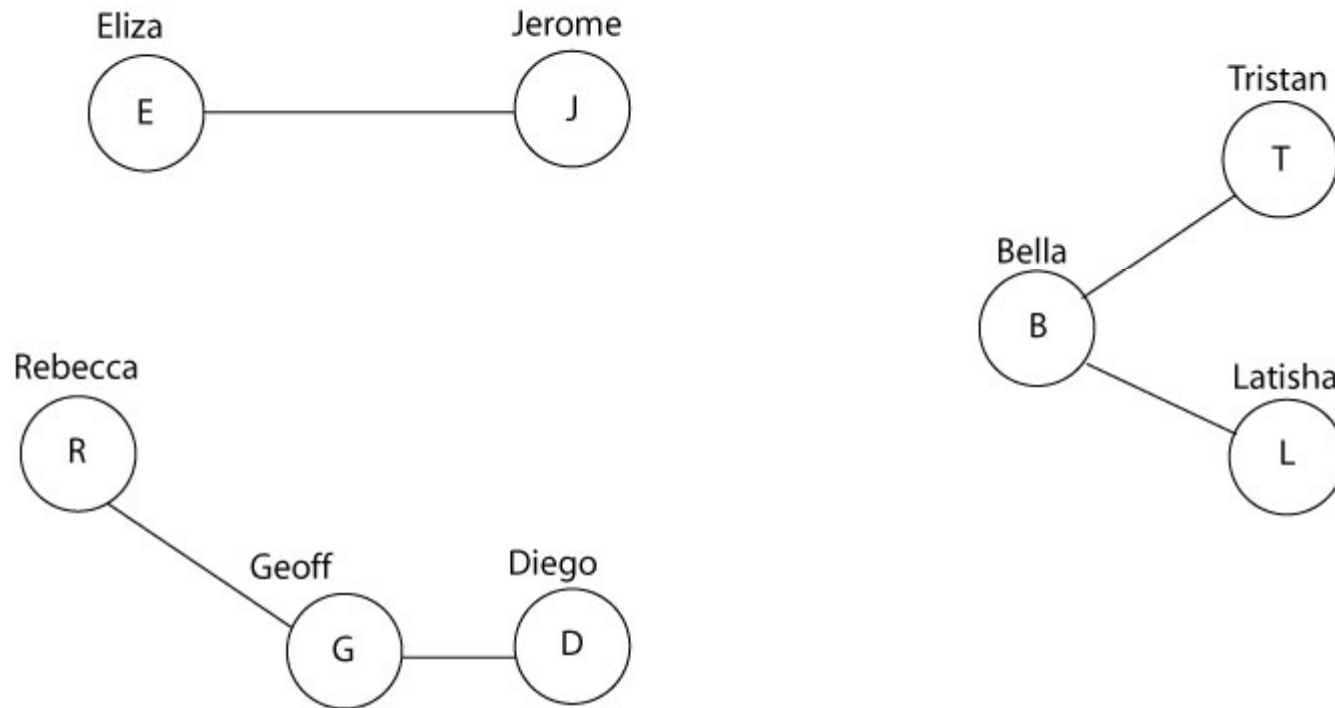 Eliza
E
Jerome
J
Tristan
T
Bella
B
Latisha
L
Rebecca
R
Geoff
G
Diego
D